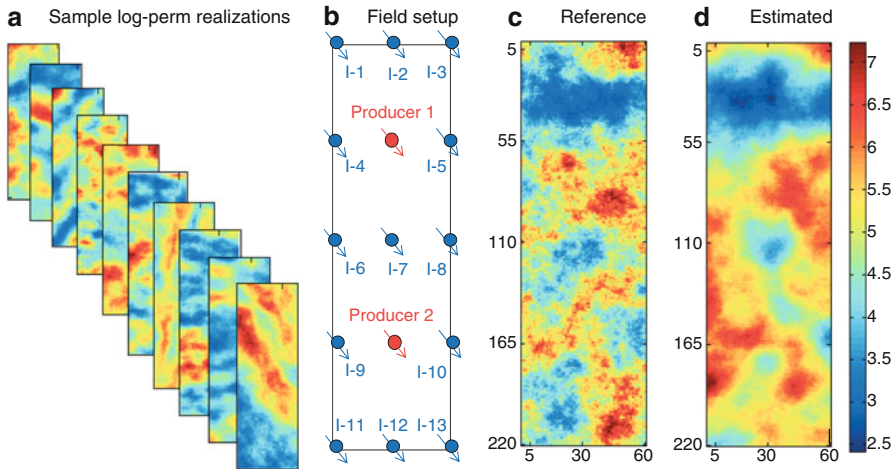 a Sample log-perm realizations
b Field setup
I-1 I-2 I-3
Producer 1
I-4 I-5
I-6 I-7 I-8
Producer 2
I-9 I-10
I-11 I-12 I-13
c Reference
5
55
110
165
220
5 30 60
d Estimated
5
55
110
165
220
5 30 60
7
6.5
6
5.5
5
4.5
4
3.5
3
2.5